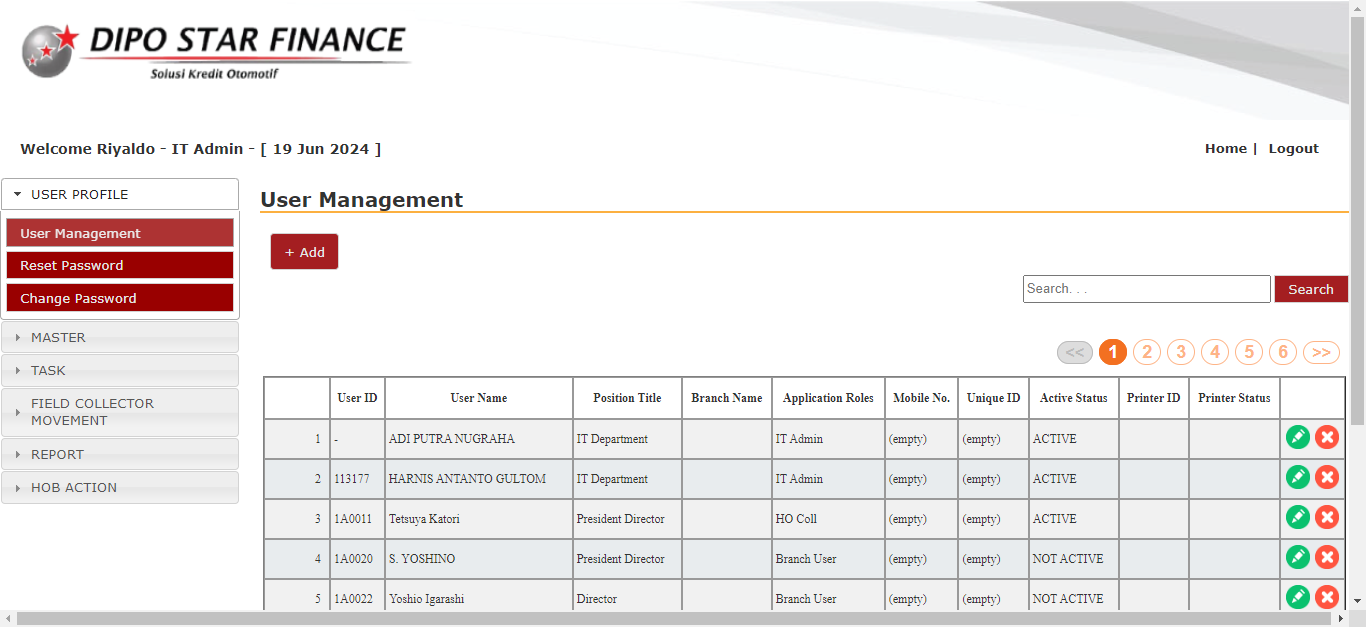 DIPO STAR FINANCE
Solusi Kredit Otomotif
Welcome Riyaldo - IT Admin - [ 19 Jun 2024 ]
Home | Logout
USER PROFILE
User Management
Reset Password
Change Password
MASTER
TASK
FIELD COLLECTOR
MOVEMENT
REPORT
HOB ACTION
User Management
+ Add
Search. . .
Search
<< 1 2 3 4 5 6 >>
User ID User Name Position Title Branch Name Application Roles Mobile No. Unique ID Active Status Printer ID Printer Status
1 - ADI PUTRA NUGRAHA IT Department IT Admin (empty) (empty) ACTIVE
2 113177 HARNIS ANTANTO GULTOM IT Department IT Admin (empty) (empty) ACTIVE
3 1A0011 Tetsuya Katori President Director HO Coll (empty) (empty) ACTIVE
4 1A0020 S. YOSHINO President Director Branch User (empty) (empty) NOT ACTIVE
5 1A0022 Yoshio Igarashi Director Branch User (empty) (empty) NOT ACTIVE